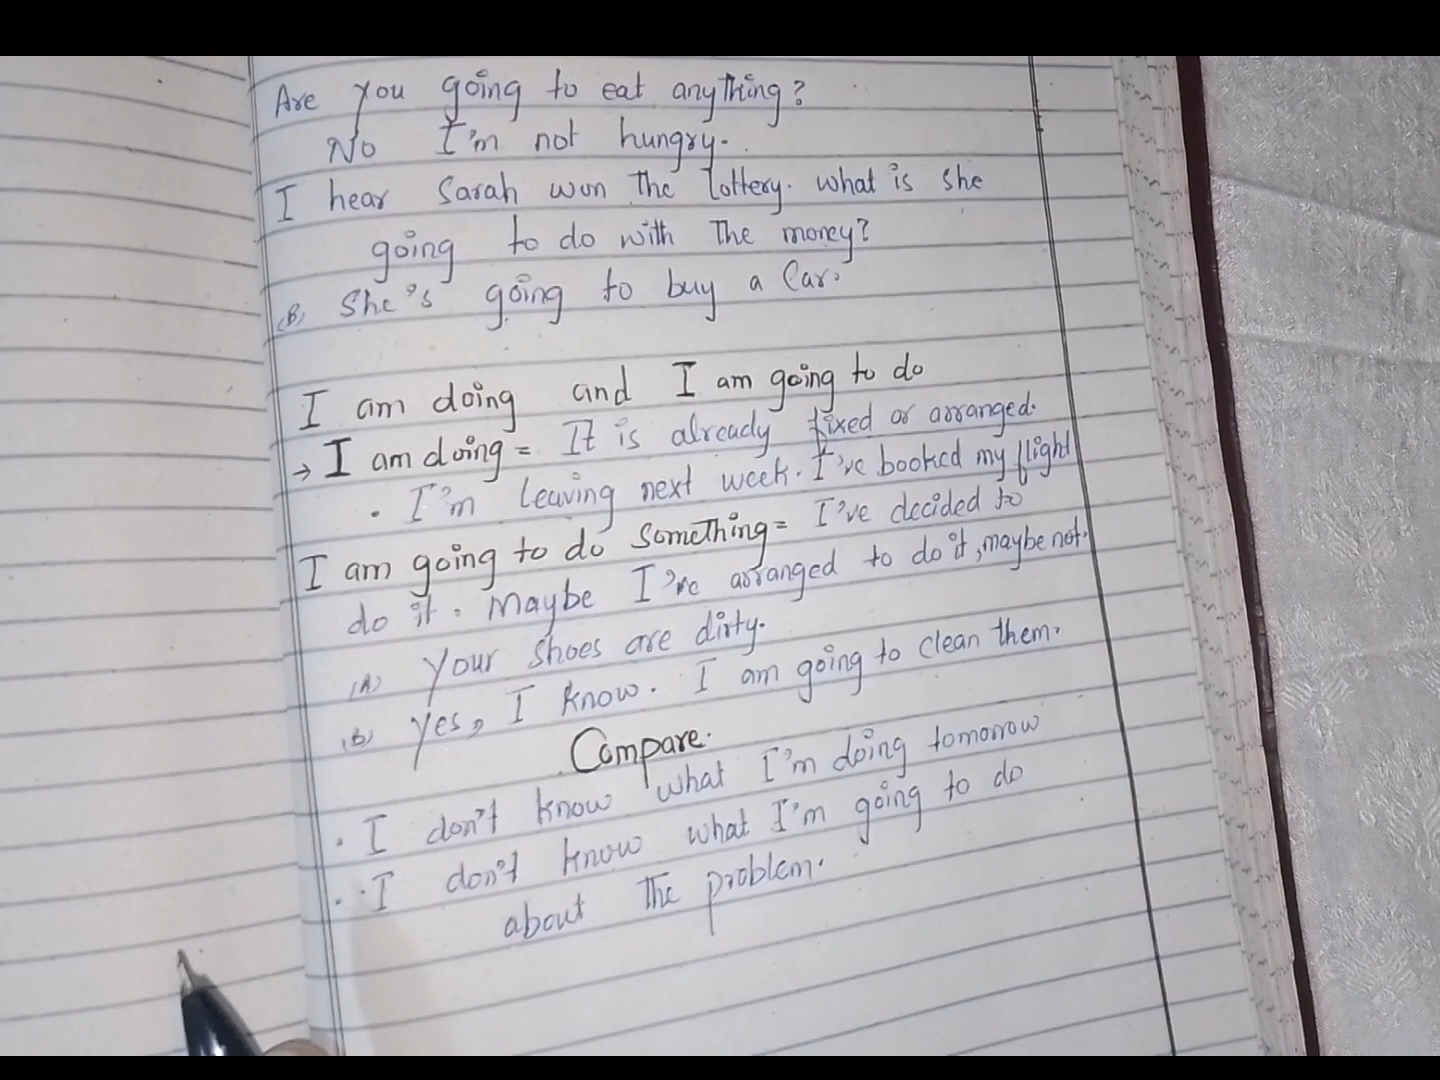 Are you going to eat anything?
No I'm not hungry.
I hear Sarah won the lottery. what is she
going to do with the money?
(B) She's going to buy a Car.
I am doing and I am going to do
→ I am doing = It is already fixed or arranged.
• I'm leaving next week. I've booked my flight
I am going to do something = I've decided to
do it. Maybe I've arranged to do it, maybe not.
(A) Your shoes are dirty.
(B) Yes, I know. I am going to clean them.
Compare.
• I don't know what I'm doing tomorrow
• I don't know what I'm going to do
about the problem.